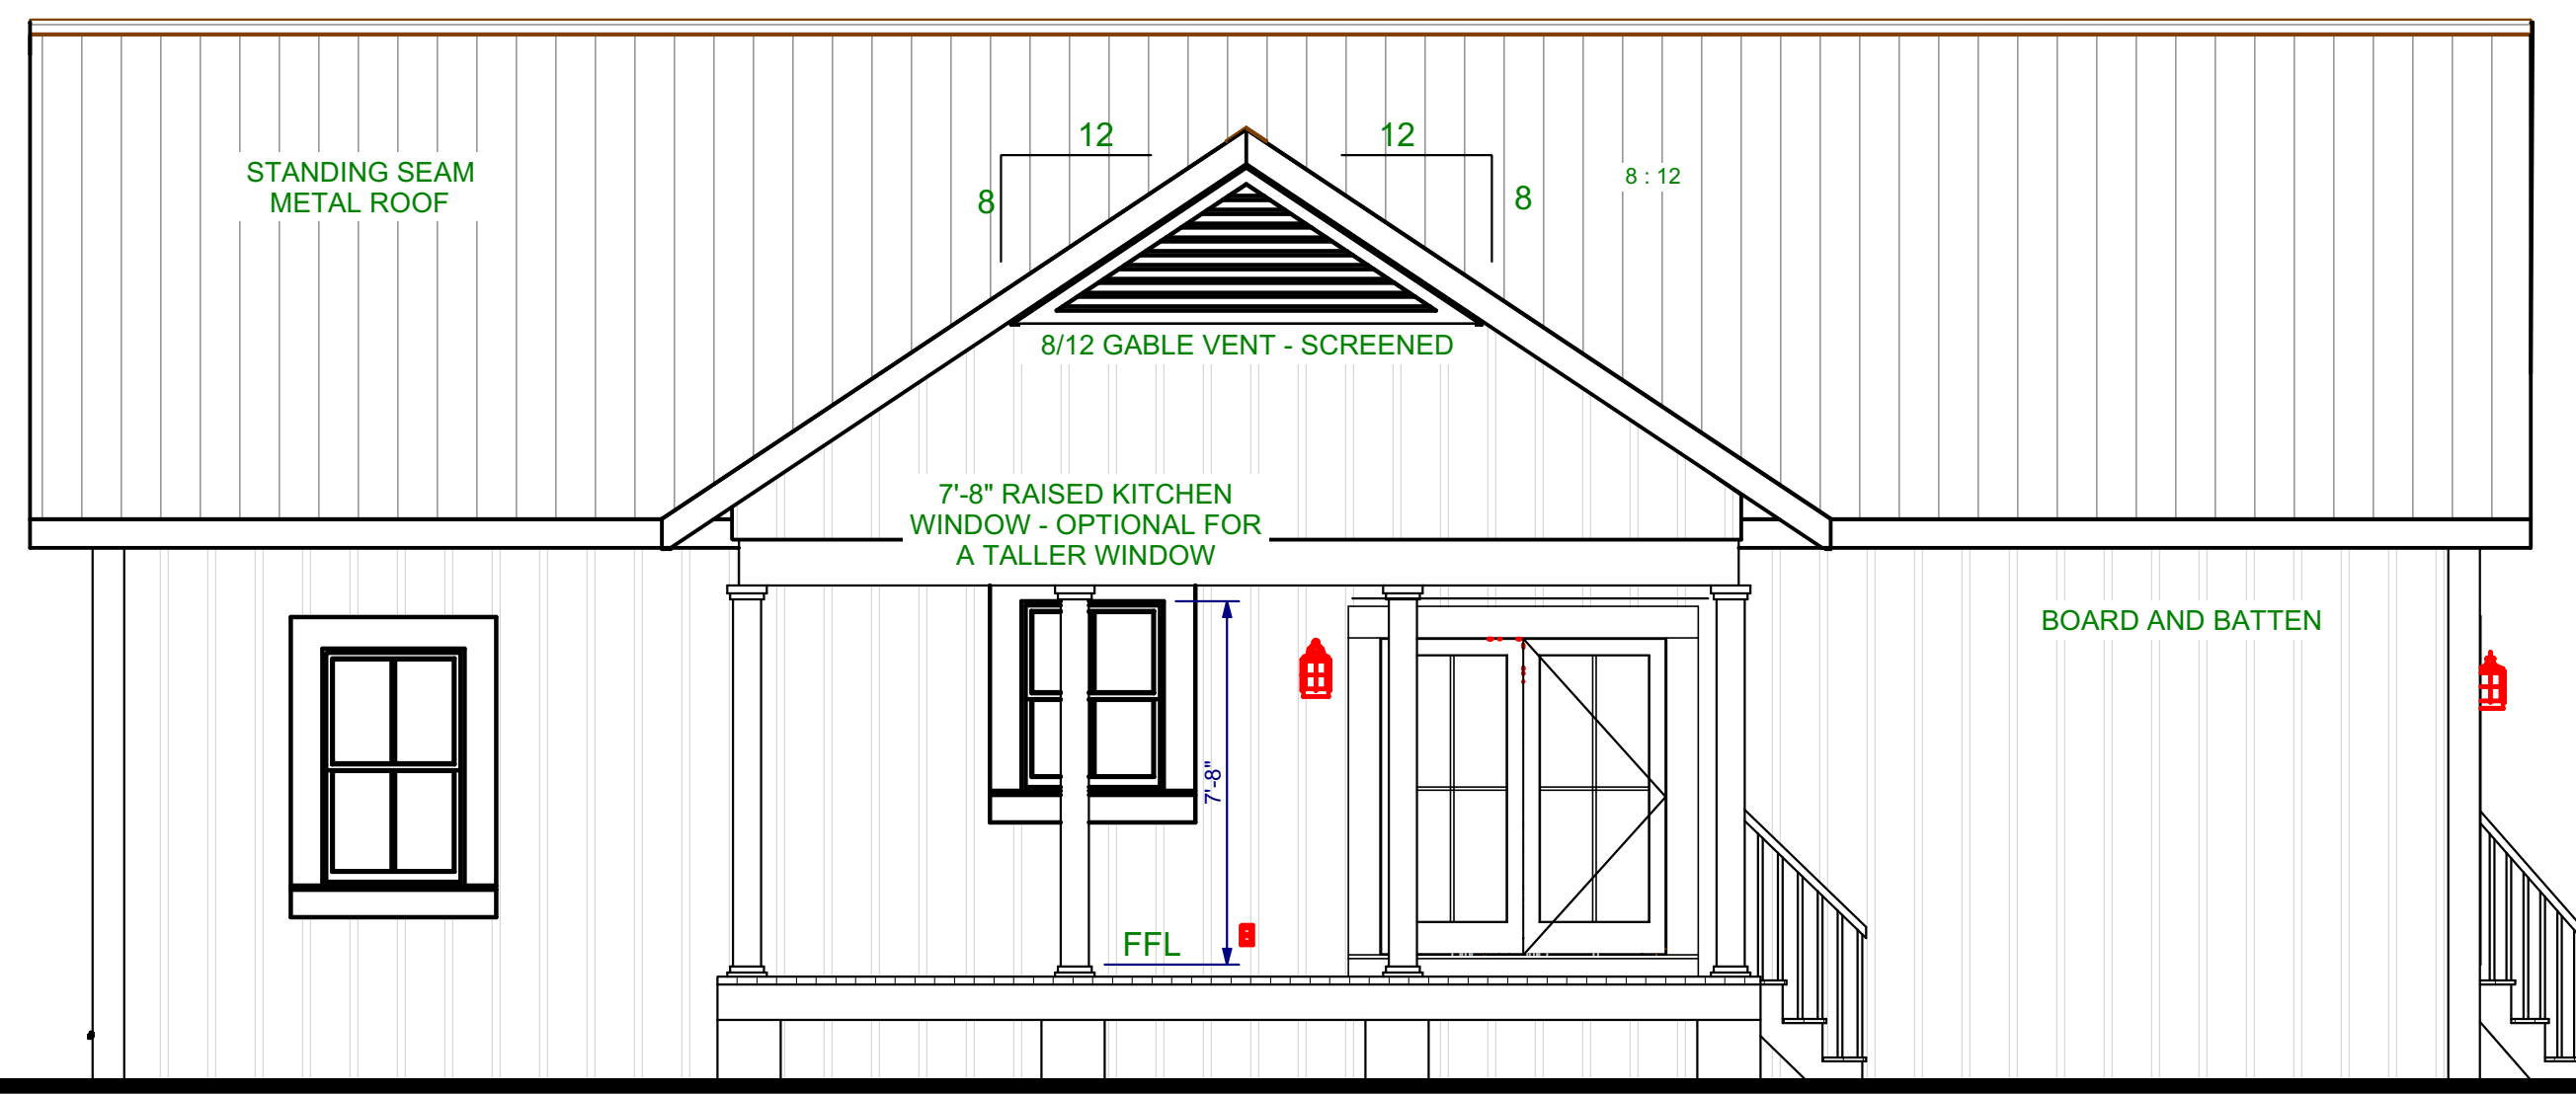 12
12
STANDING SEAM
METAL ROOF
8 : 12
8
8
8/12 GABLE VENT - SCREENED
7'-8" RAISED KITCHEN
WINDOW - OPTIONAL FOR
A TALLER WINDOW
BOARD AND BATTEN
7'-8"
FFL